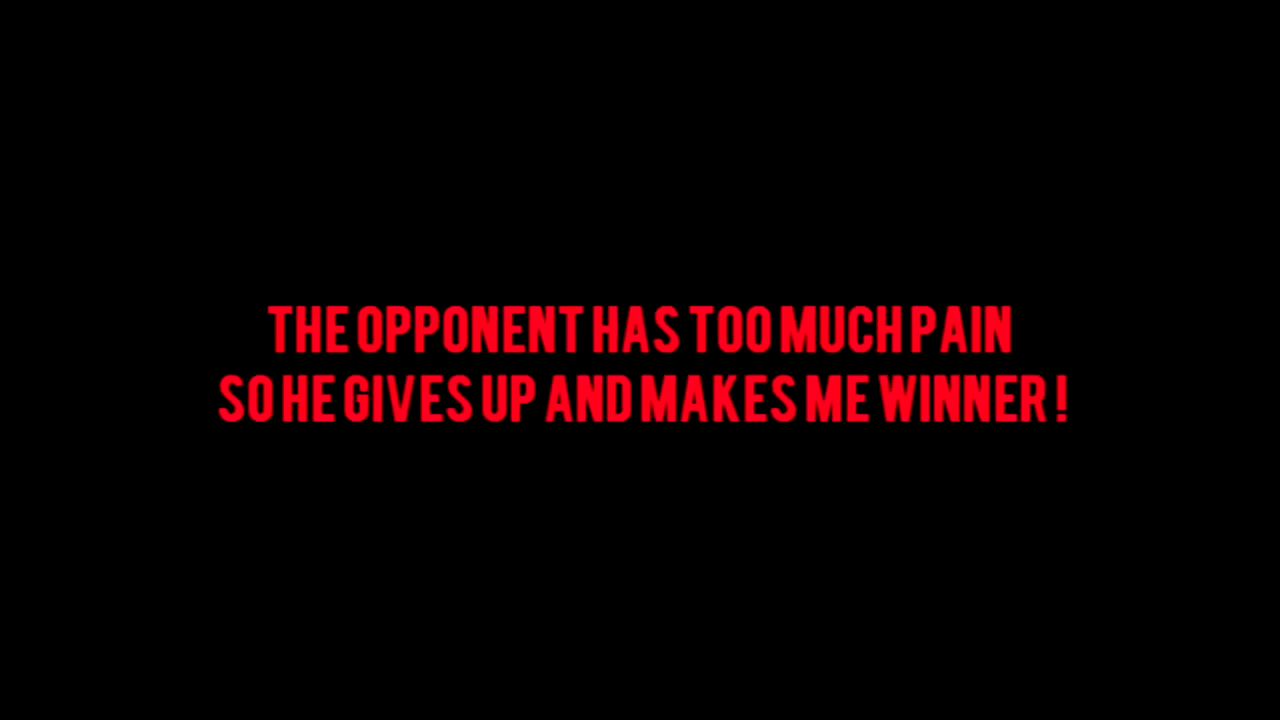 THE OPPONENT HAS TOO MUCH PAIN
SO HE GIVES UP AND MAKES ME WINNER !